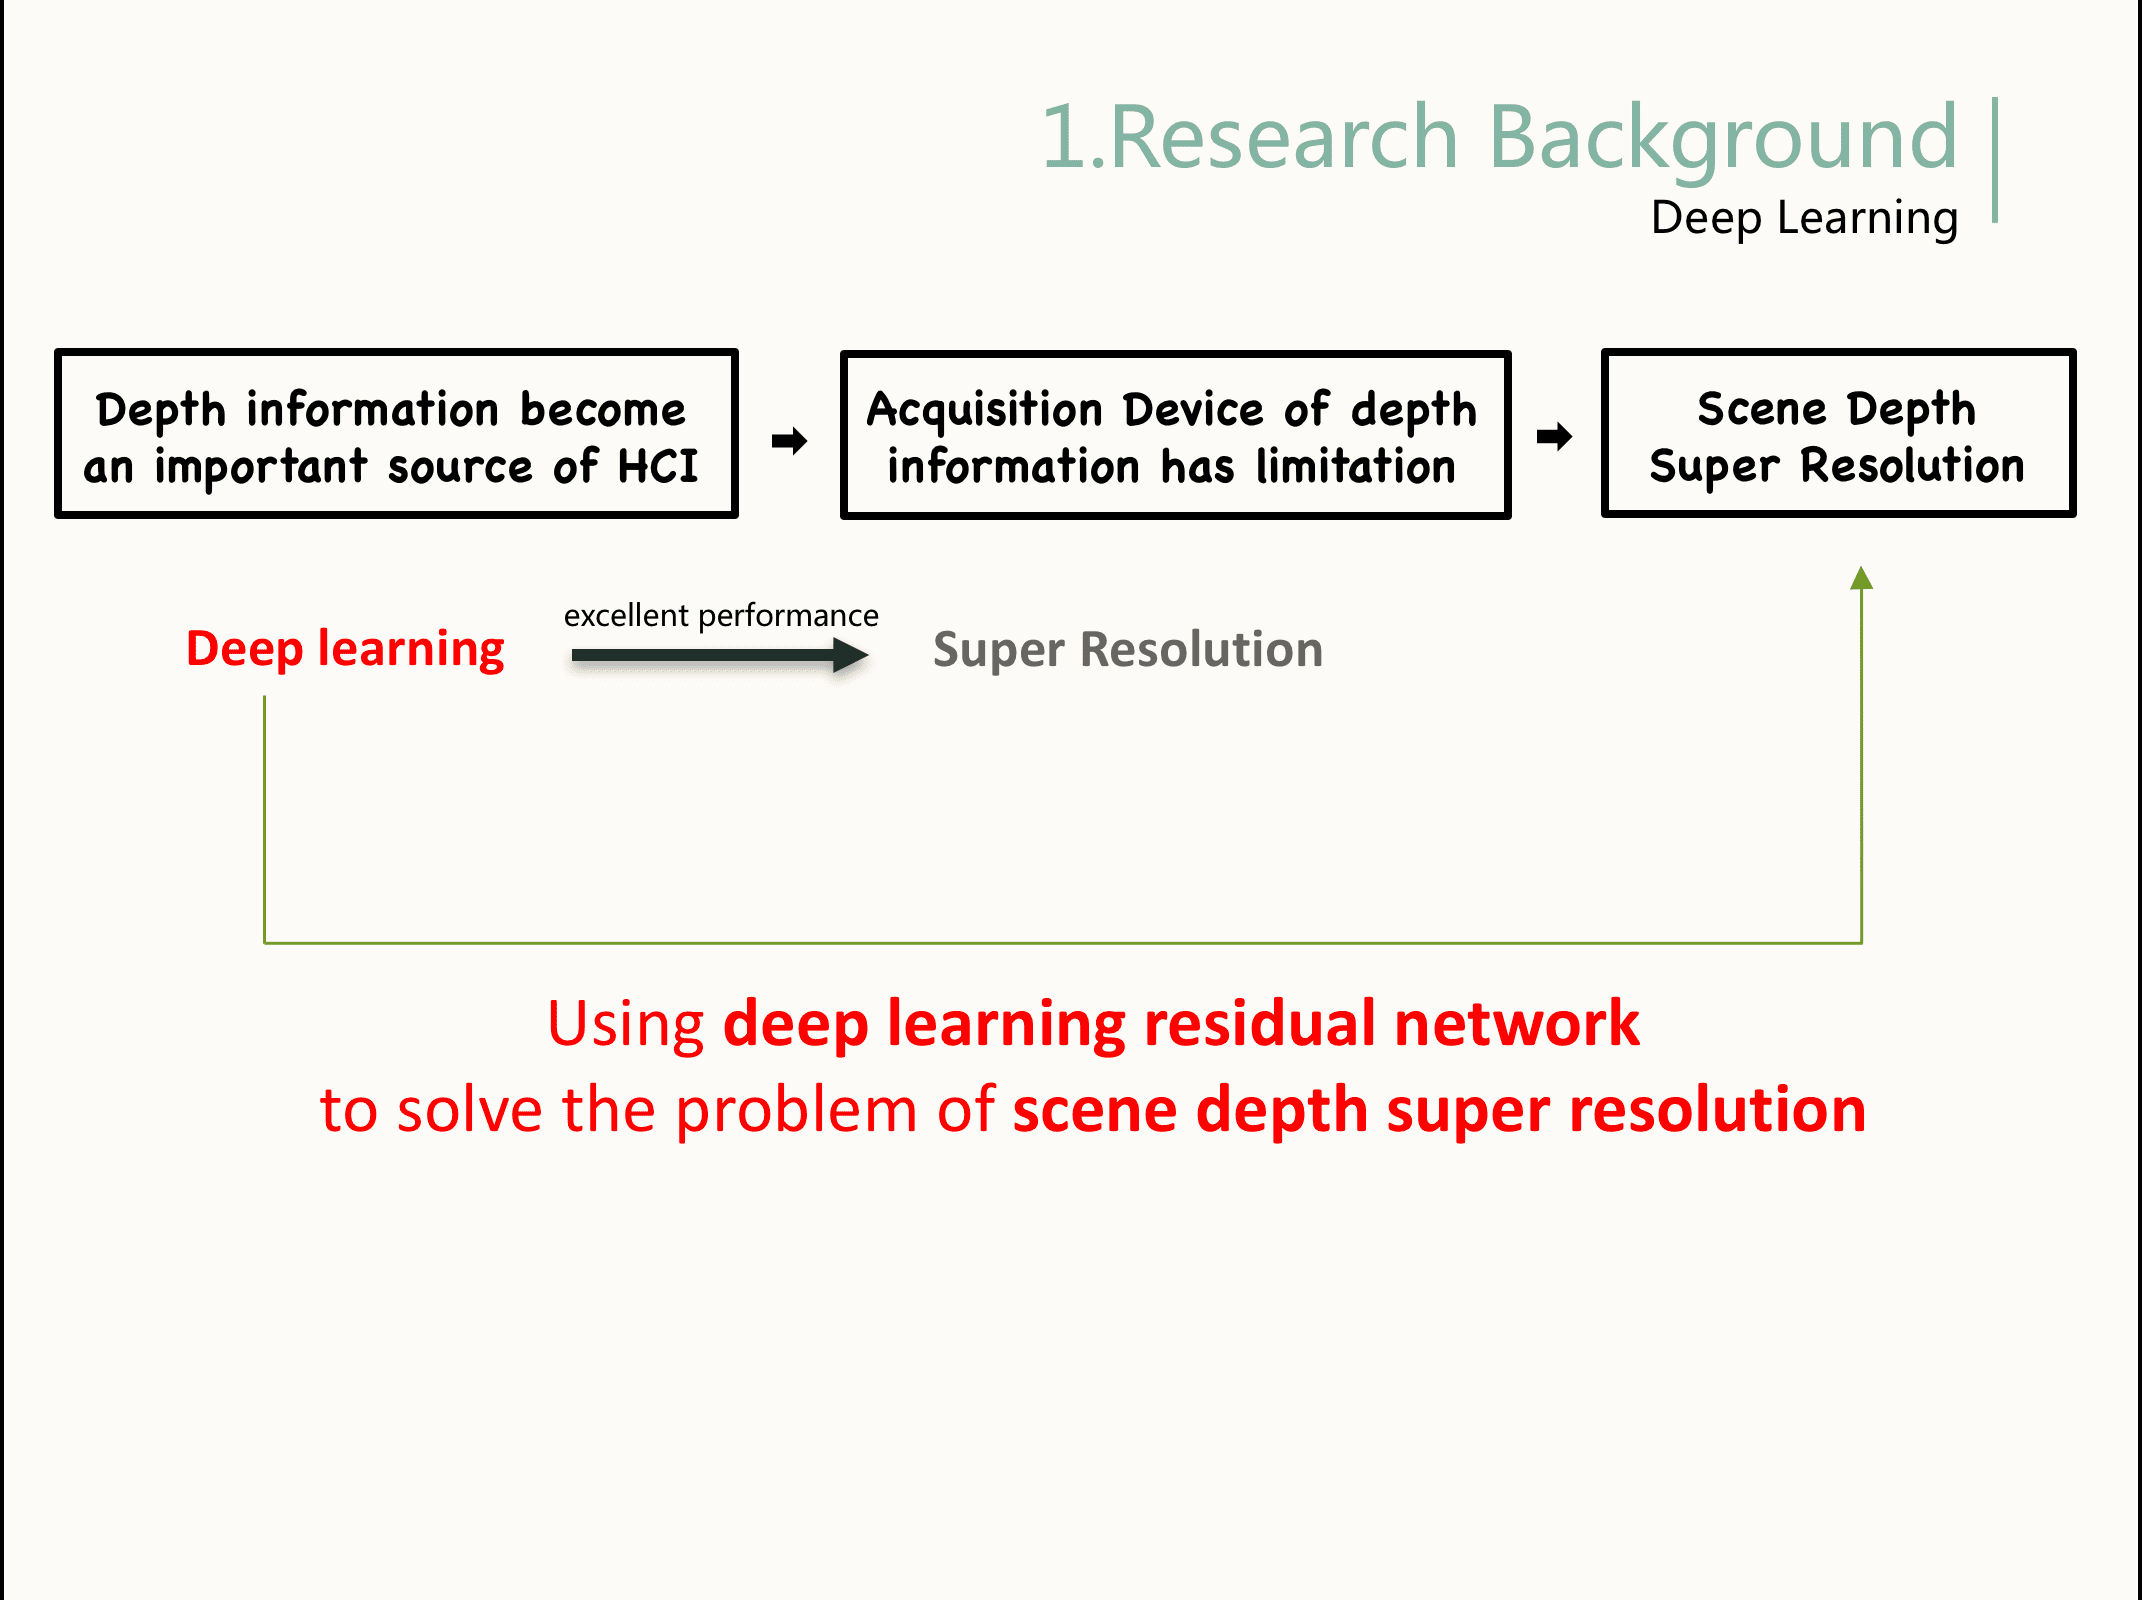 1.Research Background
Deep Learning
Depth information become
an important source of HCI
Acquisition Device of depth
information has limitation
Scene Depth
Super Resolution
Deep learning
excellent performance
Super Resolution
Using deep learning residual network
to solve the problem of scene depth super resolution